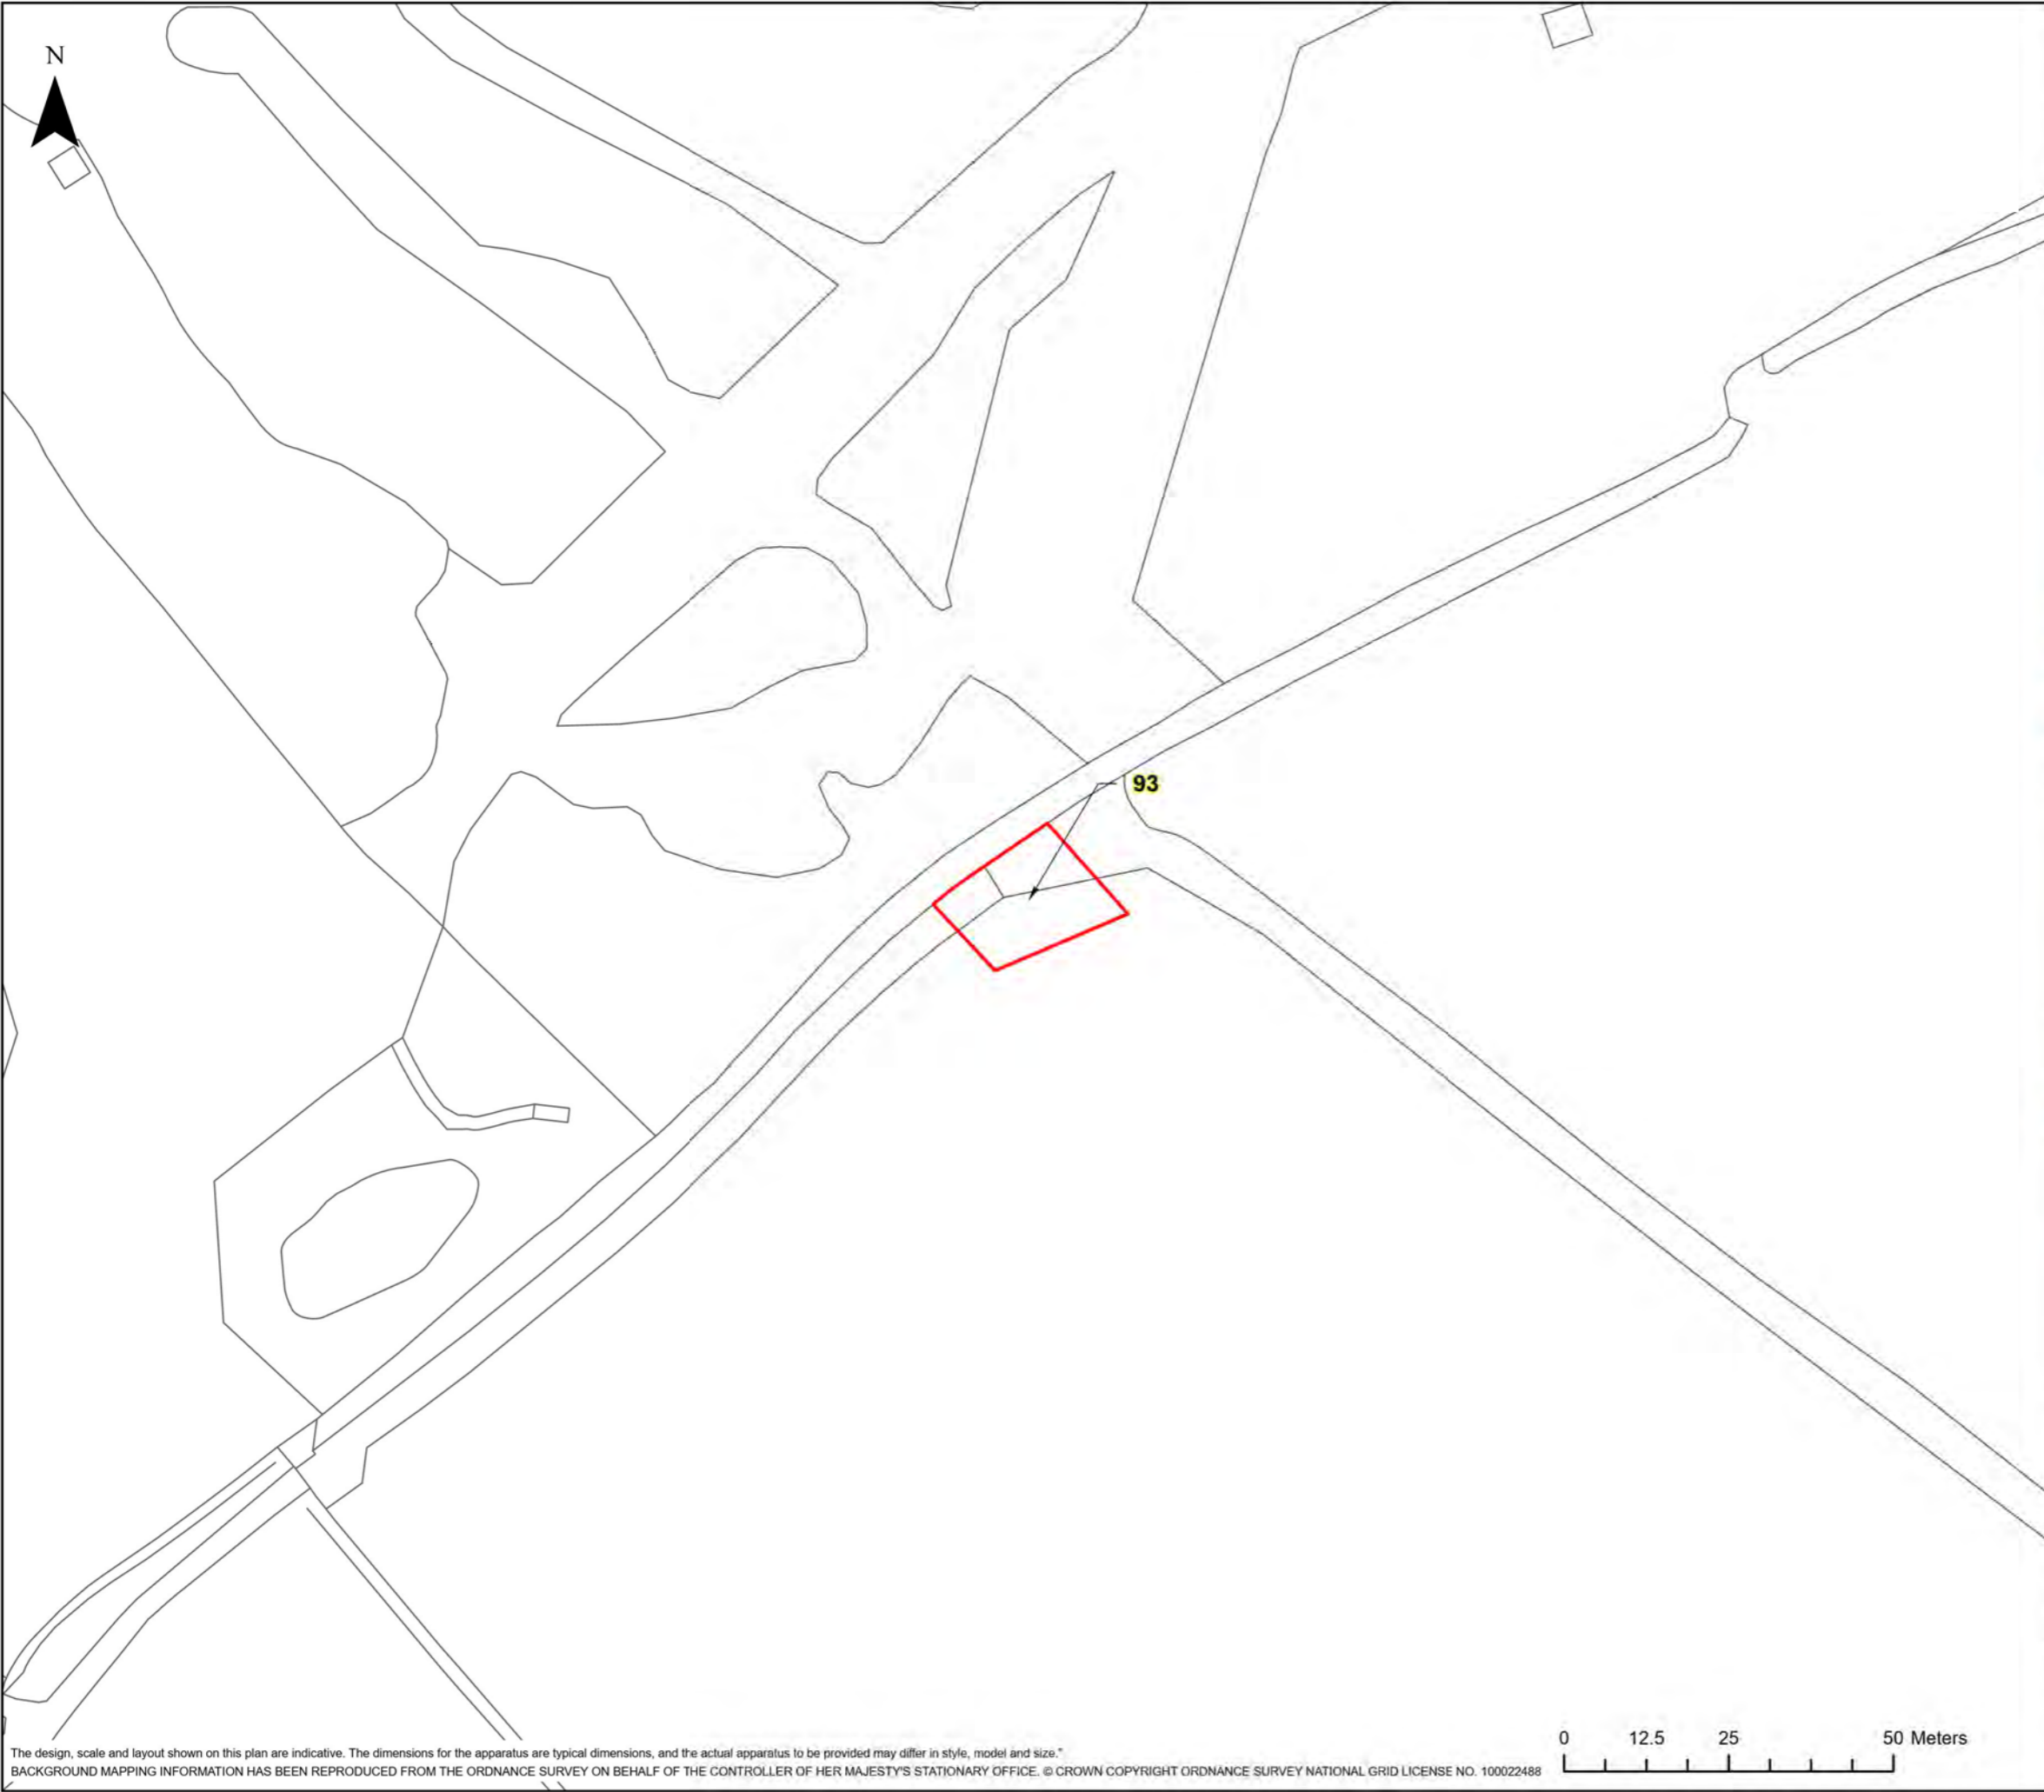 N
93
0 12.5 25 50 Meters
The design, scale and layout shown on this plan are indicative. The dimensions for the apparatus are typical dimensions, and the actual apparatus to be provided may differ in style, model and size."
BACKGROUND MAPPING INFORMATION HAS BEEN REPRODUCED FROM THE ORDNANCE SURVEY ON BEHALF OF THE CONTROLLER OF HER MAJESTY'S STATIONARY OFFICE. © CROWN COPYRIGHT ORDNANCE SURVEY NATIONAL GRID LICENSE NO. 100022488